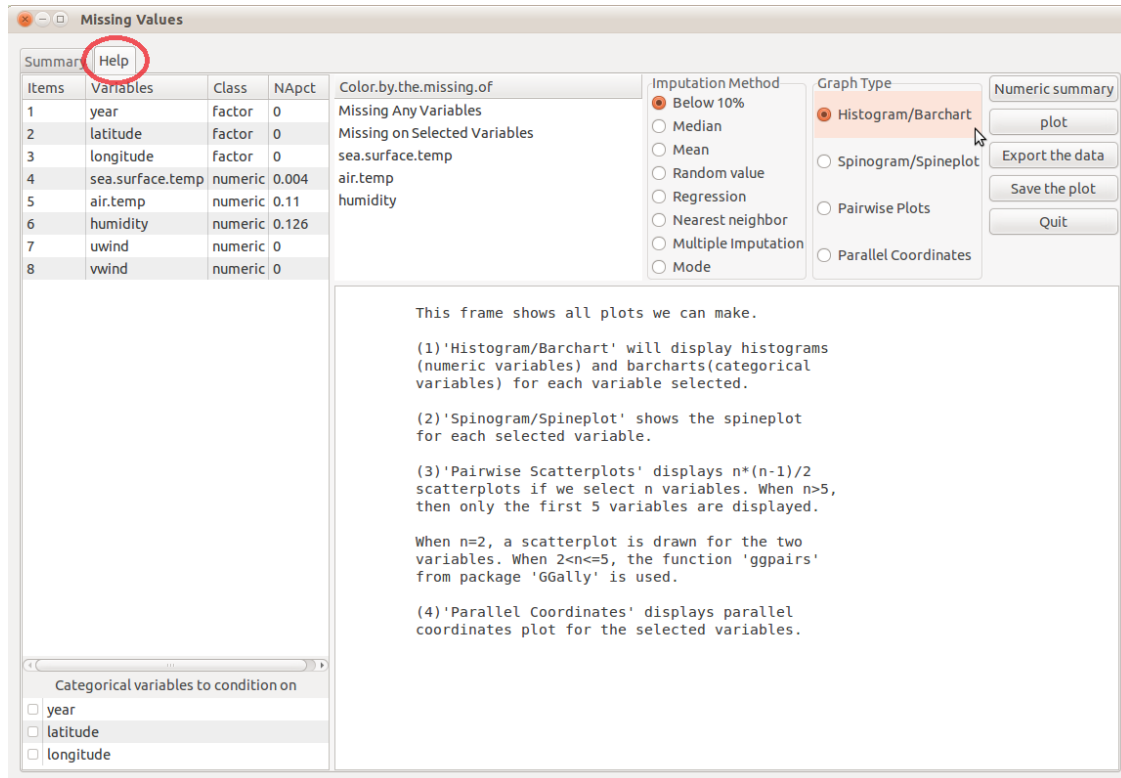 Missing Values
Summary Help
Items Variables Class NApct
1 year factor 0
2 latitude factor 0
3 longitude factor 0
4 sea.surface.temp numeric 0.004
5 air.temp numeric 0.11
6 humidity numeric 0.126
7 uwind numeric 0
8 vwind numeric 0
Categorical variables to condition on
year
latitude
longitude
Color.by.the.missing.of
Missing Any Variables
Missing on Selected Variables
sea.surface.temp
air.temp
humidity
Imputation Method
Below 10%
Median
Mean
Random value
Regression
Nearest neighbor
Multiple Imputation
Mode
Graph Type
Histogram/Barchart
Spinogram/Spineplot
Pairwise Plots
Parallel Coordinates
Numeric summary
plot
Export the data
Save the plot
Quit
This frame shows all plots we can make.
(1)'Histogram/Barchart' will display histograms
(numeric variables) and barcharts(categorical
variables) for each variable selected.
(2)'Spinogram/Spineplot' shows the spineplot
for each selected variable.
(3)'Pairwise Scatterplots' displays n*(n-1)/2
scatterplots if we select n variables. When n>5,
then only the first 5 variables are displayed.
When n=2, a scatterplot is drawn for the two
variables. When 2<n<=5, the function 'ggpairs'
from package 'GGally' is used.
(4)'Parallel Coordinates' displays parallel
coordinates plot for the selected variables.